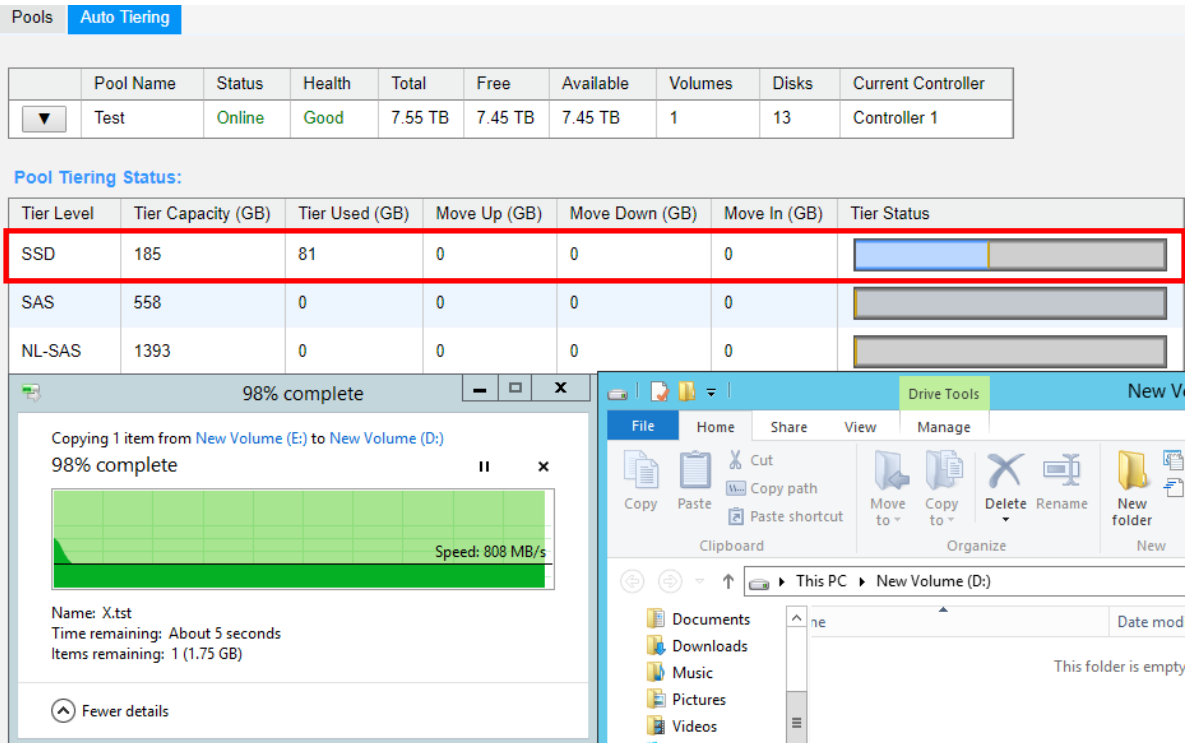 Pools Auto Tiering
Pool Name Status Health Total Free Available Volumes Disks Current Controller
Test Online Good 7.55 TB 7.45 TB 7.45 TB 1 13 Controller 1
Pool Tiering Status:
Tier Level Tier Capacity (GB) Tier Used (GB) Move Up (GB) Move Down (GB) Move In (GB) Tier Status
SSD 185 81 0 0 0
SAS 558 0 0 0 0
NL-SAS 1393 0 0 0 0
98% complete
Copying 1 item from New Volume (E:) to New Volume (D:)
98% complete
Speed: 808 MB/s
Name: X.tst
Time remaining: About 5 seconds
Items remaining: 1 (1.75 GB)
Fewer details
Drive Tools New Vo
File Home Share View Manage
Copy
Paste
Cut
Copy path
Paste shortcut
Clipboard
Move to
Copy to
Delete
Rename
Organize
New folder
New
This PC New Volume (D:)
Documents
Downloads
Music
Pictures
Videos
ne Date mod
This folder is empty